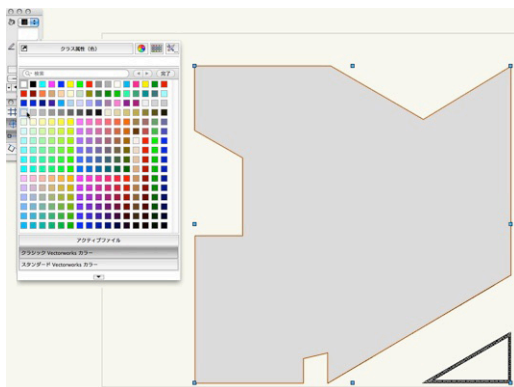 クラス属性 (色)
検索
完了
アクティブファイル
クラシック Vectorworks カラー
スタンダード Vectorworks カラー